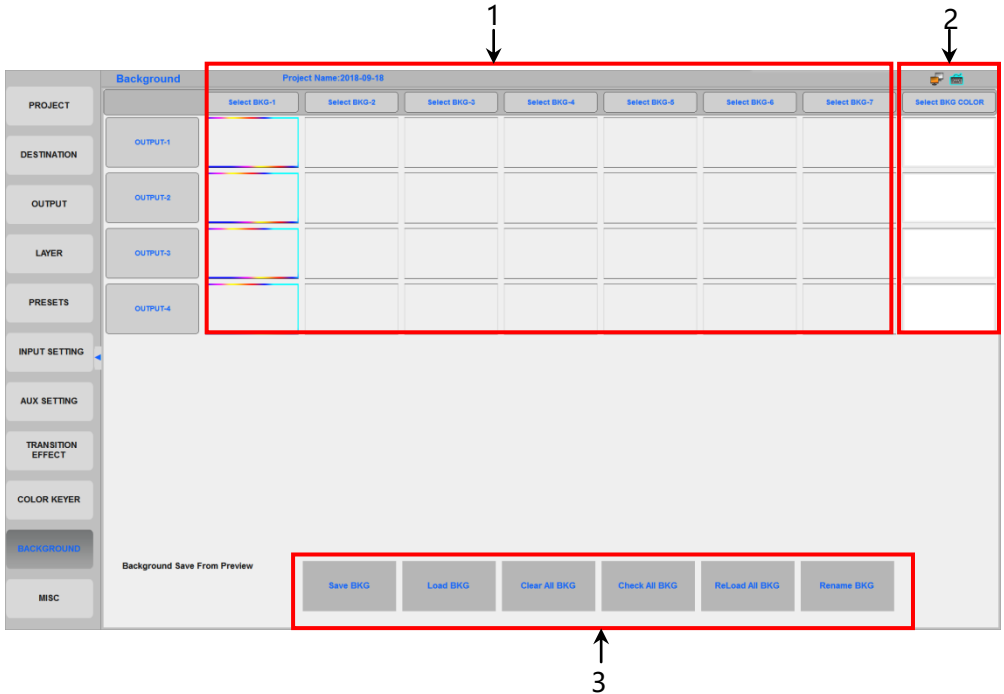 1
2
Background
Project Name:2018-09-18
Select BKG-1
Select BKG-2
Select BKG-3
Select BKG-4
Select BKG-5
Select BKG-6
Select BKG-7
Select BKG COLOR
PROJECT
DESTINATION
OUTPUT
LAYER
PRESETS
INPUT SETTING
AUX SETTING
TRANSITION
EFFECT
COLOR KEYER
BACKGROUND
MISC
OUTPUT-1
OUTPUT-2
OUTPUT-3
OUTPUT-4
Background Save From Preview
Save BKG
Load BKG
Clear All BKG
Check All BKG
ReLoad All BKG
Rename BKG
3